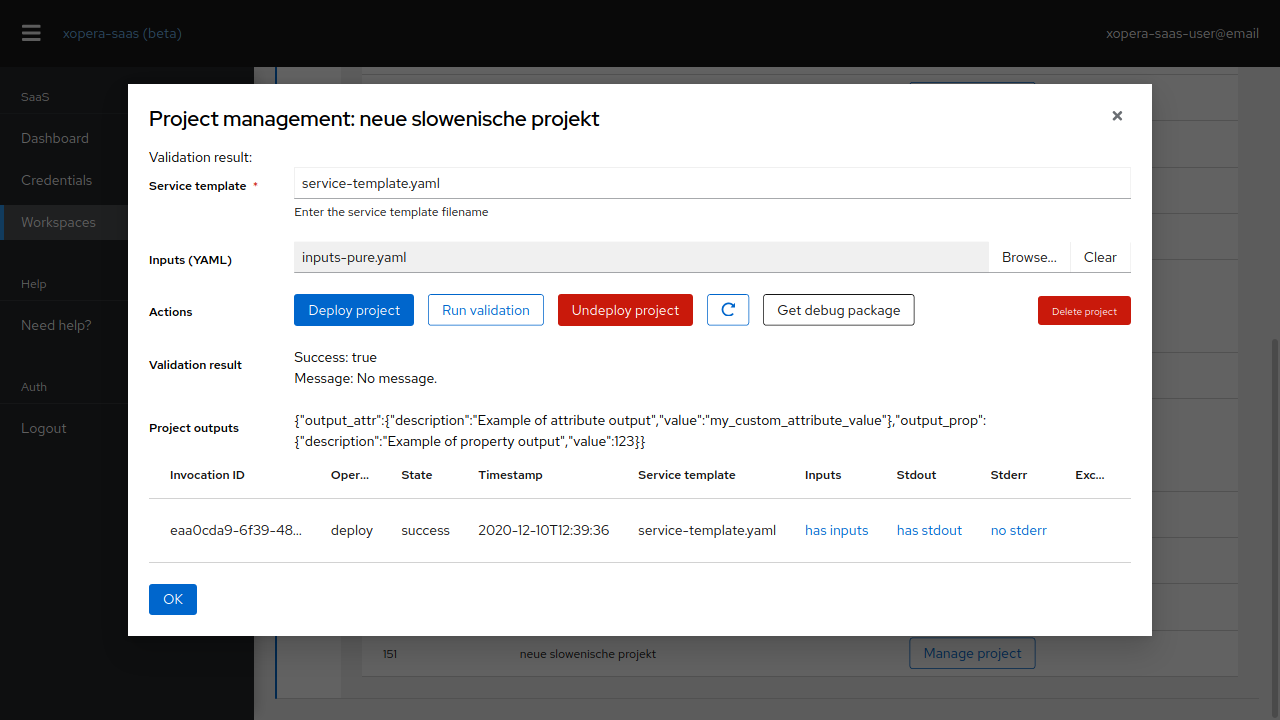 xopera-saas (beta)
xopera-saas-user@email
SaaS
Dashboard
Credentials
Workspaces
Help
Need help?
Auth
Logout
Project management: neue slowenische projekt
Validation result:
Service template *
service-template.yaml
Enter the service template filename
Inputs (YAML)
inputs-pure.yaml
Browse...
Clear
Actions
Deploy project
Run validation
Undeploy project
Get debug package
Delete project
Validation result
Success: true
Message: No message.
Project outputs
{"output_attr":{"description":"Example of attribute output","value":"my_custom_attribute_value"},"output_prop":
{"description":"Example of property output","value":123}}
Invocation ID Oper... State Timestamp Service template Inputs Stdout Stderr Exc...
eaa0cda9-6f39-48... deploy success 2020-12-10T12:39:36 service-template.yaml has inputs has stdout no stderr
OK
151 neue slowenische projekt Manage project